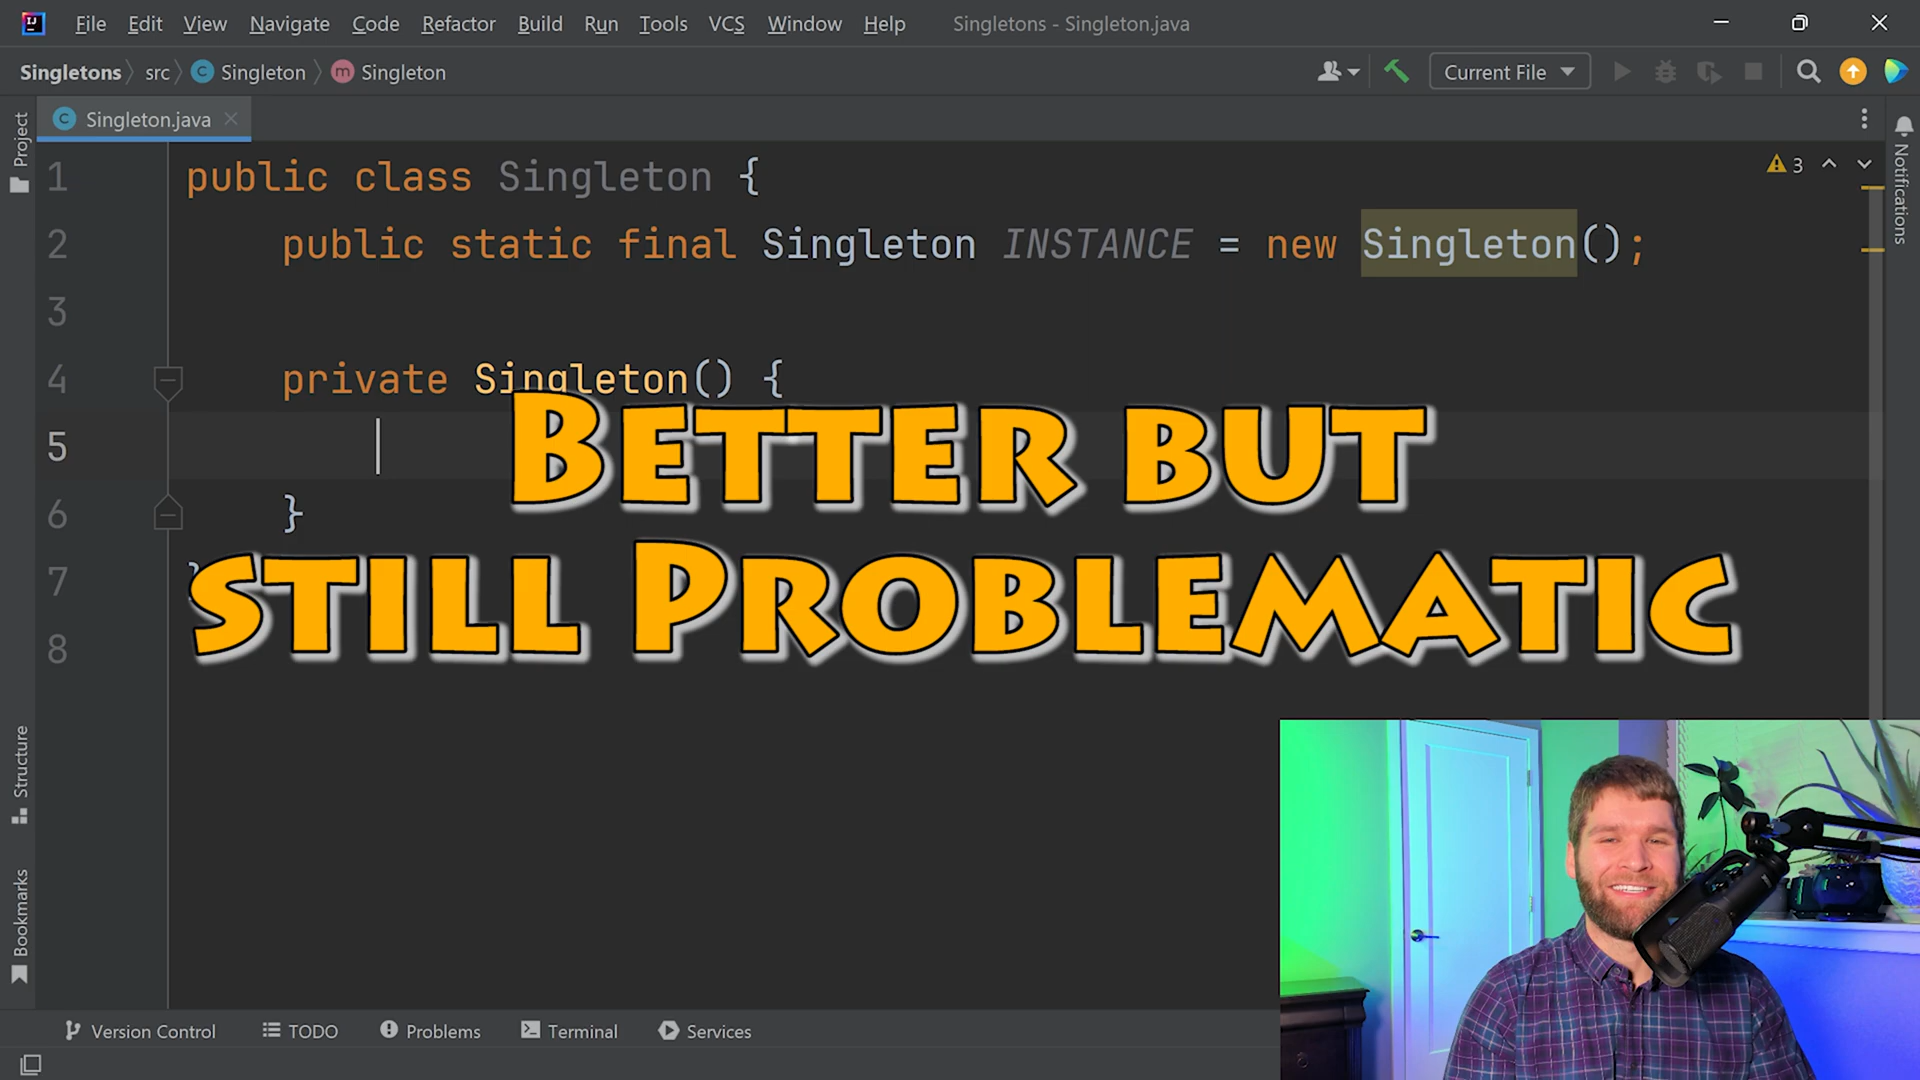 File Edit View Navigate Code Refactor Build Run Tools VCS Window Help Singletons - Singleton.java
Singletons src Singleton Singleton Current File
Singleton.java
Project
Notifications
3
1 public class Singleton {
2 public static final Singleton INSTANCE = new Singleton();
3
4 private Singleton() {
5
6 }
7 }
8
Better but
still Problematic
Structure
Bookmarks
Version Control TODO Problems Terminal Services